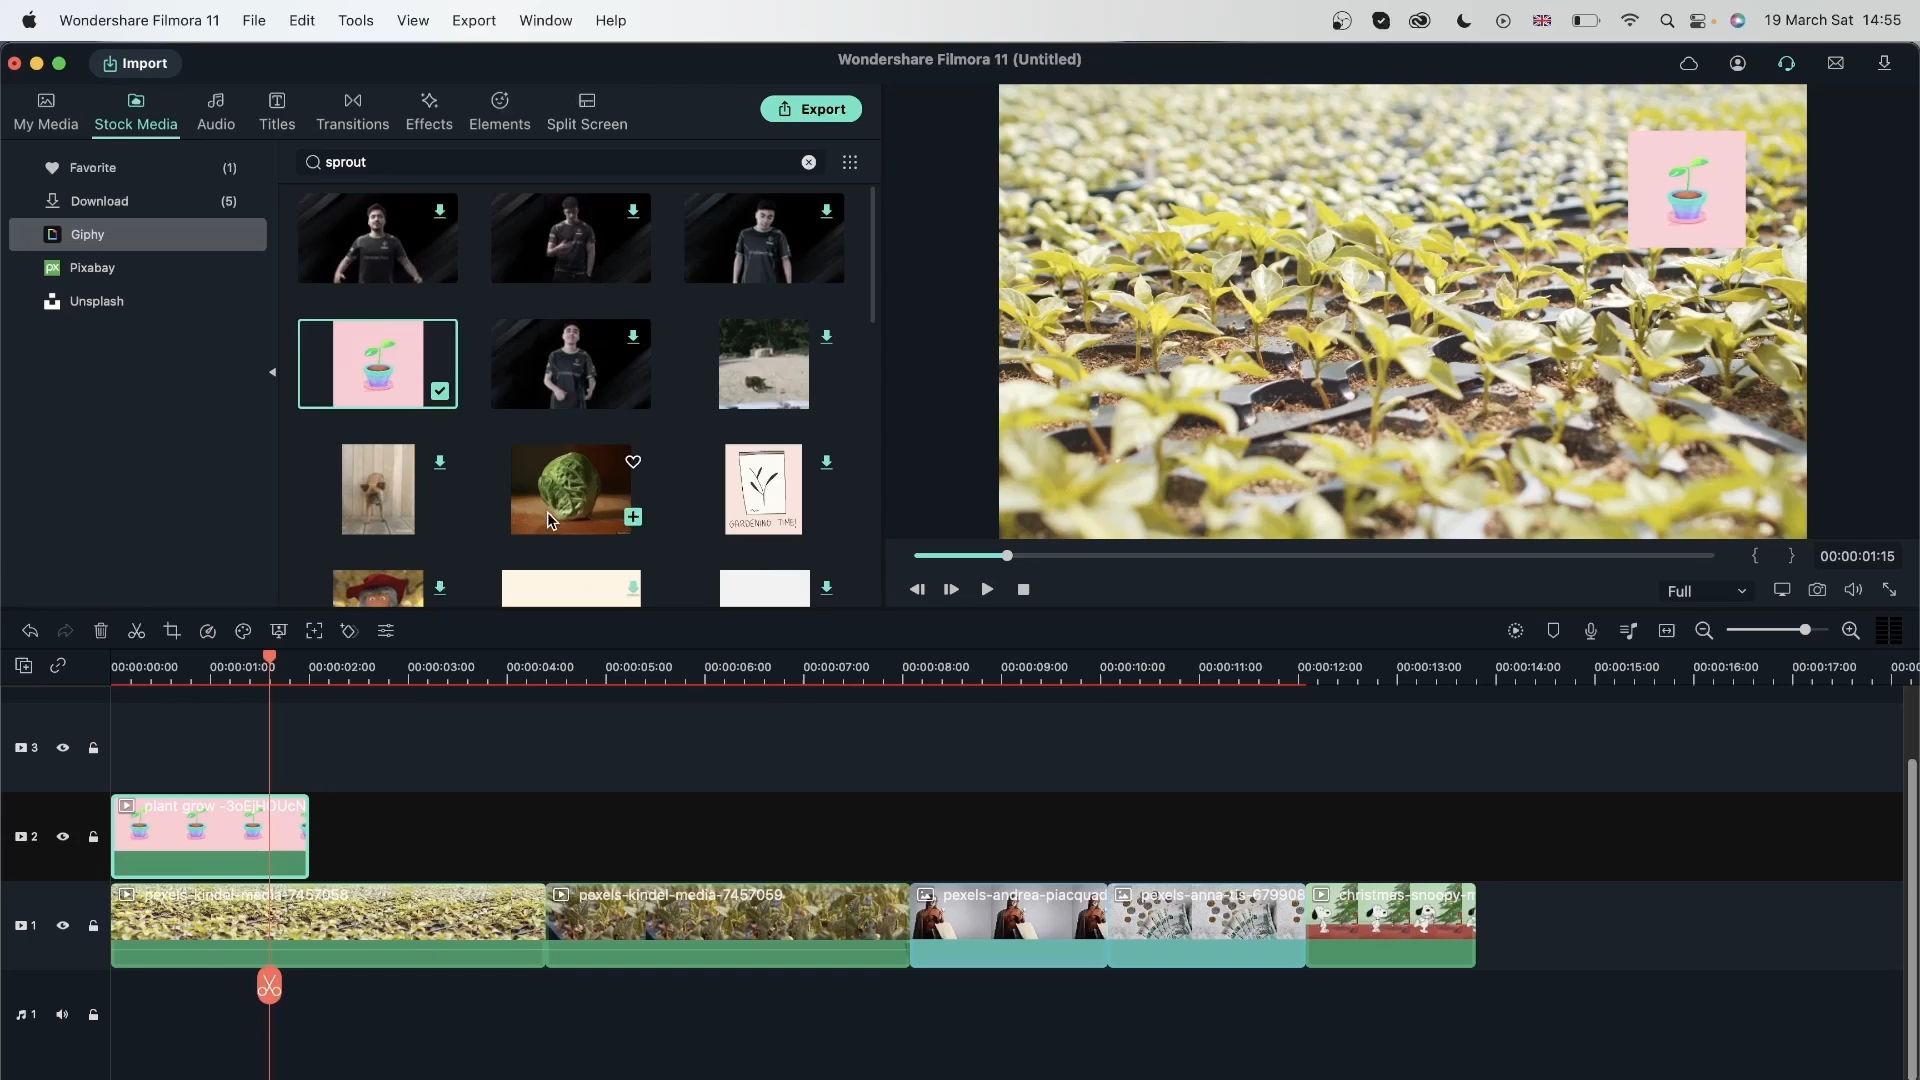 Wondershare Filmora 11 File Edit Tools View Export Window Help 19 March Sat 14:55
Import Wondershare Filmora 11 (Untitled)
My Media Stock Media Audio Titles Transitions Effects Elements Split Screen Export
sprout
Favorite (1)
Download (5)
Giphy
Pixabay
Unsplash
GARDENING TIME!
00:00:01:15
Full
00:00:00:00 00:00:01:00 00:00:02:00 00:00:03:00 00:00:04:00 00:00:05:00 00:00:06:00 00:00:07:00 00:00:08:00 00:00:09:00 00:00:10:00 00:00:11:00 00:00:12:00 00:00:13:00 00:00:14:00 00:00:15:00 00:00:16:00 00:00:17:00 00:00
3
plant grow -3oEjHOUcN
2
pexels-kindel-media-7457058 pexels-kindel-media-7457059 pexels-andrea-piacquad pexels-anna-tis-679908 christmas-snoopy-n
1
1